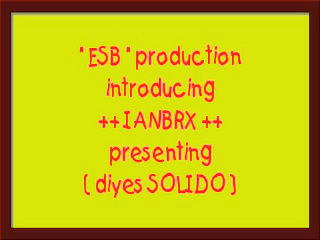 "ESB" production
introducing
++IANBRX++
presenting
(diyes SOLIDO)